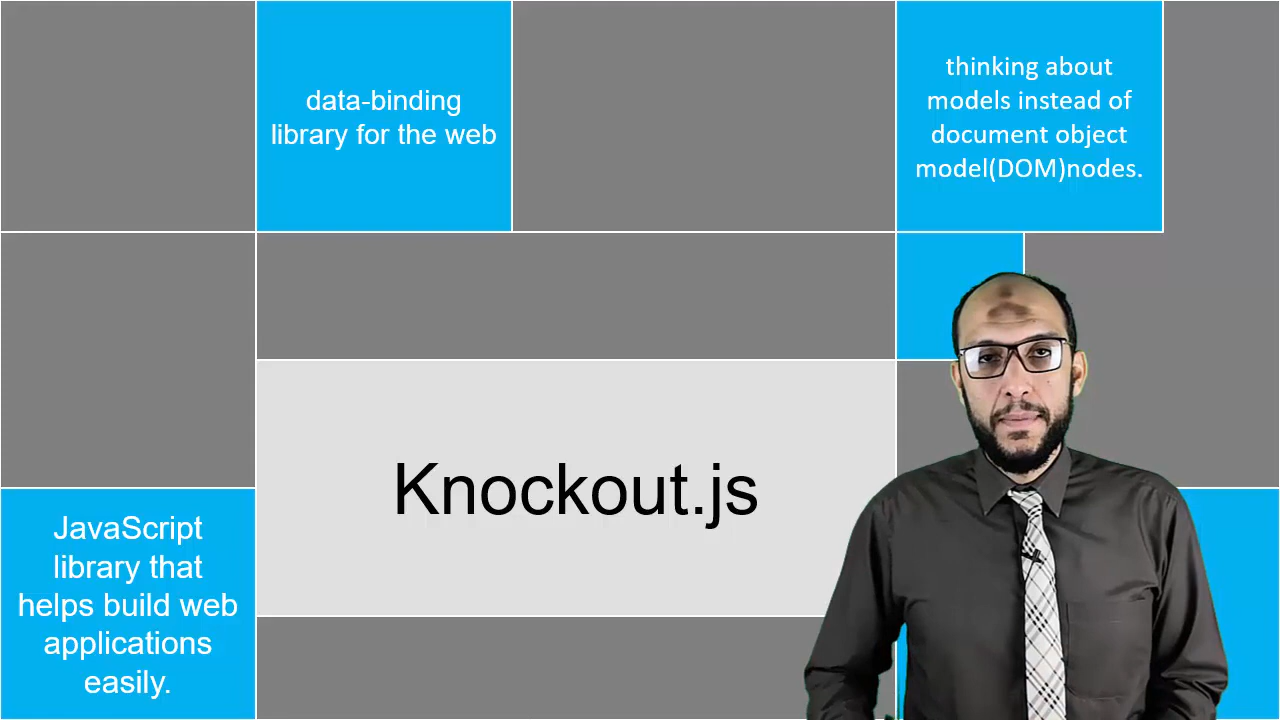 data-binding
library for the web
thinking about
models instead of
document object
model(DOM)nodes.
Knockout.js
JavaScript
library that
helps build web
applications
easily.